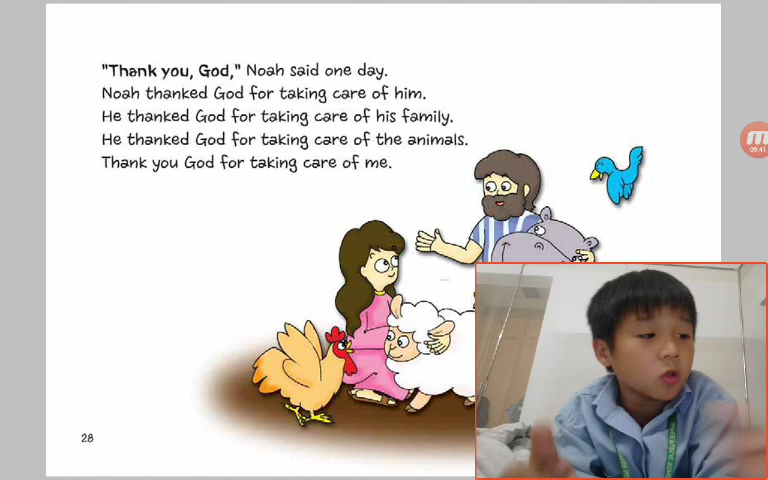 "Thank you, God," Noah said one day.
Noah thanked God for taking care of him.
He thanked God for taking care of his family.
He thanked God for taking care of the animals.
Thank you God for taking care of me.
09:41
28